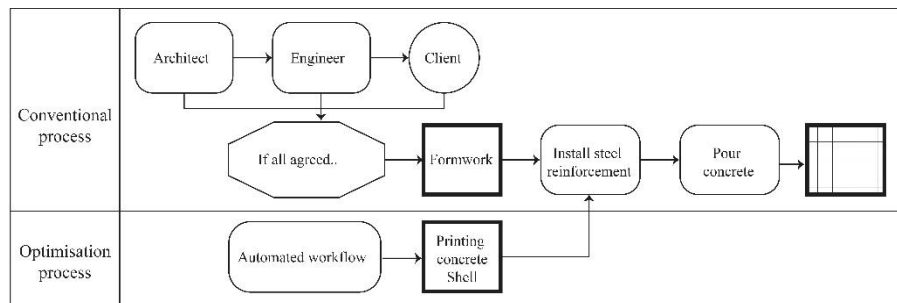 Conventional
process
Architect
Engineer
Client
If all agreed..
Formwork
Install steel
reinforcement
Pour
concrete
Optimisation
process
Automated workflow
Printing
concrete
Shell